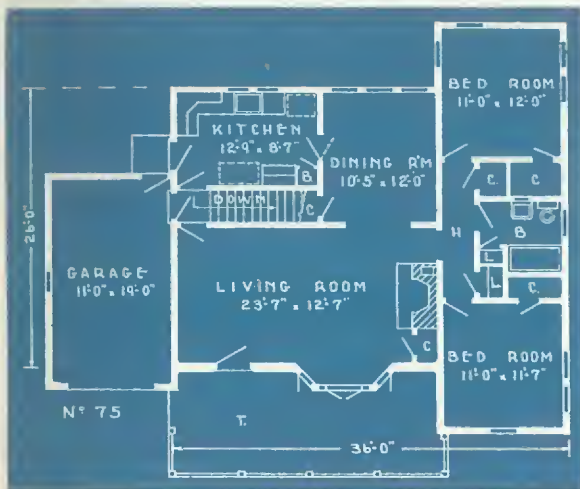 BED ROOM
11'-0" x 12'-0"
KITCHEN
12'-9" x 8'-7"
DINING R'M
10'-5" x 12'-0"
B
C.
C.
DOWN
C
26'-0"
H
B
L
L
C.
GARAGE
11'-0" x 19'-0"
LIVING ROOM
23'-7" x 12'-7"
C
BED ROOM
11'-0" x 11'-7"
Nº 75
T.
36'-0"